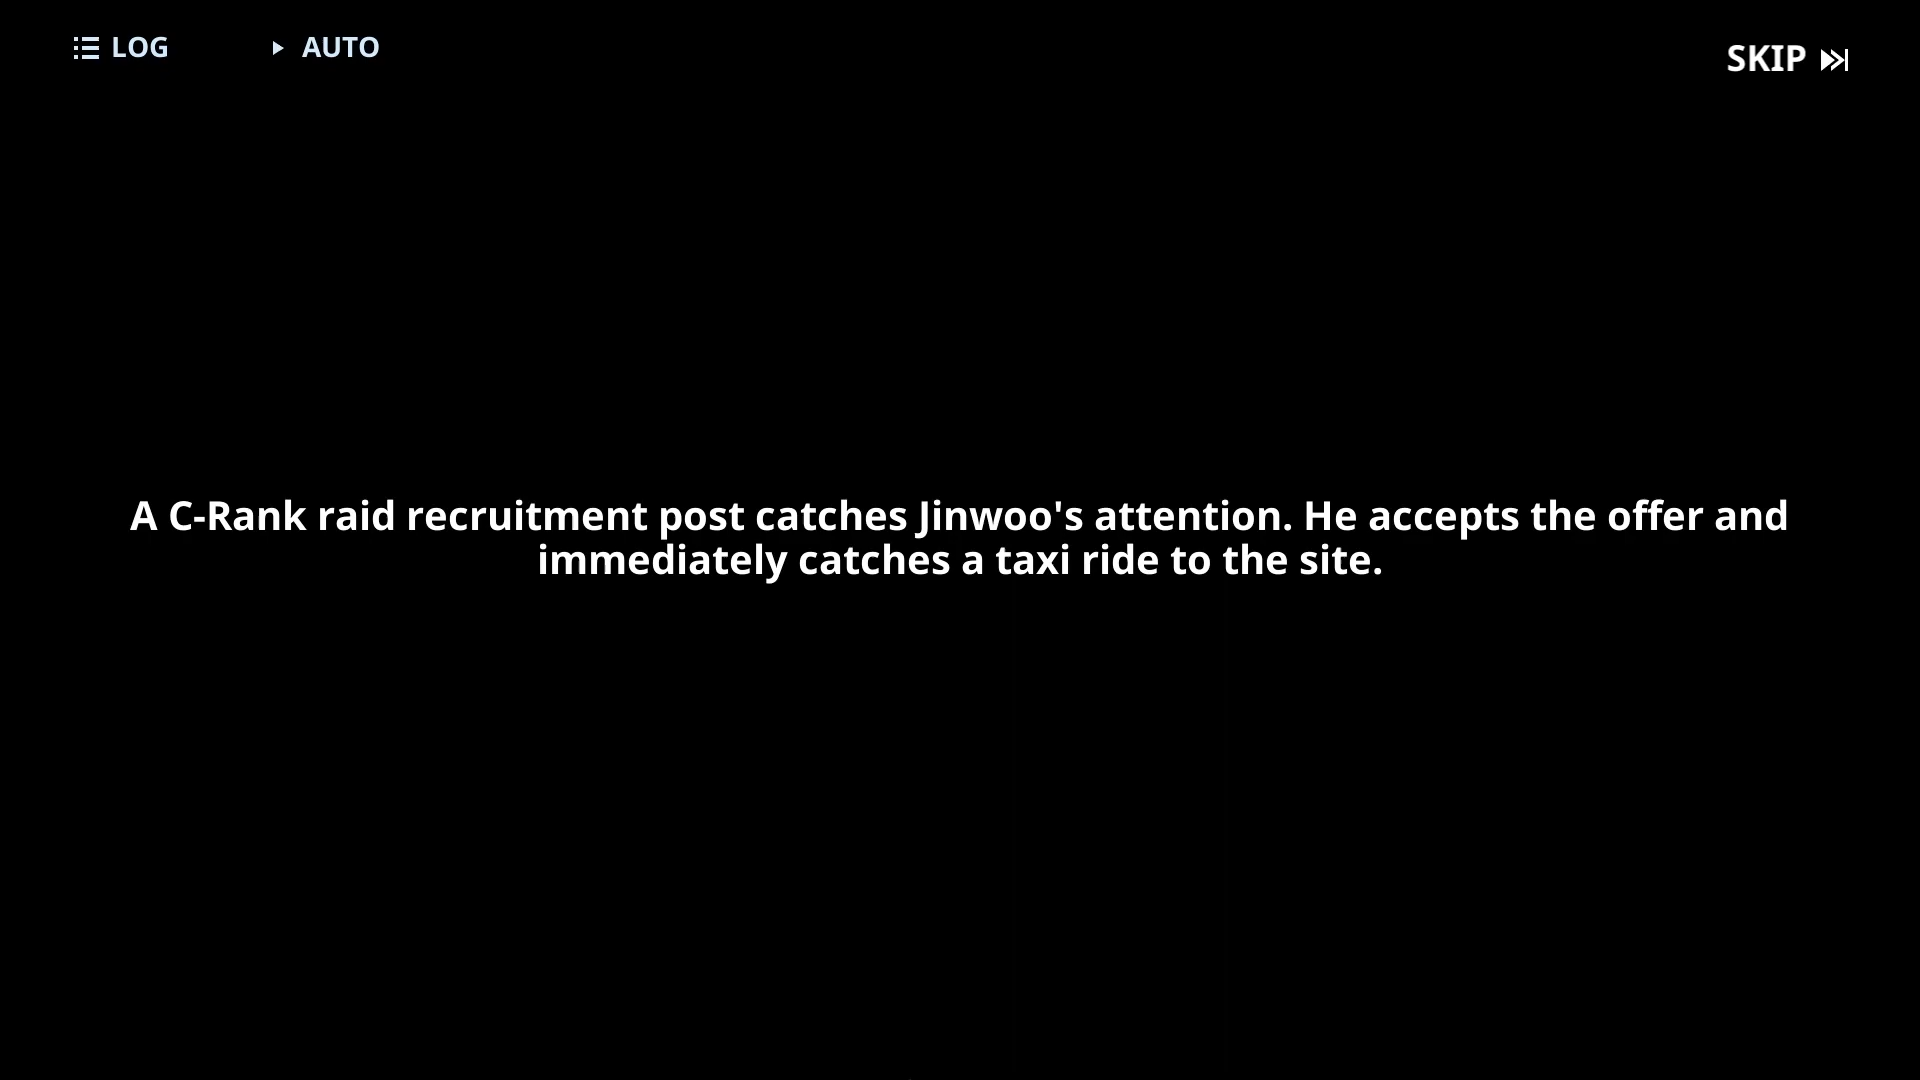 LOG
AUTO
SKIP
A C-Rank raid recruitment post catches Jinwoo's attention. He accepts the offer and
immediately catches a taxi ride to the site.